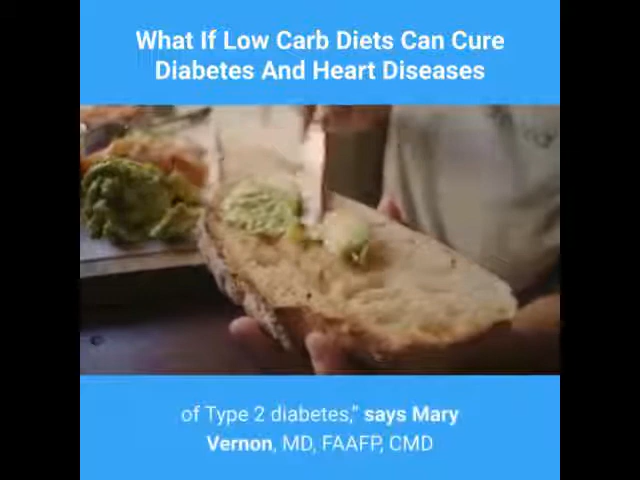 What If Low Carb Diets Can Cure
Diabetes And Heart Diseases
of Type 2 diabetes,” says Mary
Vernon, MD, FAAFP, CMD